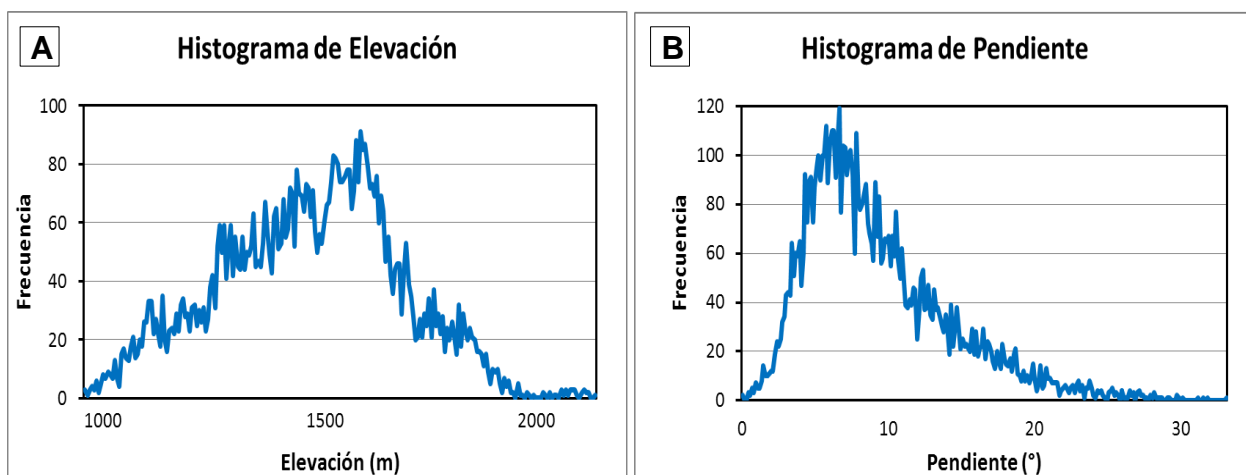 A
Histograma de Elevación
100
80
60
40
20
0
Frecuencia
1000 1500 2000
Elevación (m)
B
Histograma de Pendiente
120
100
80
60
40
20
0
Frecuencia
0 10 20 30
Pendiente (°)